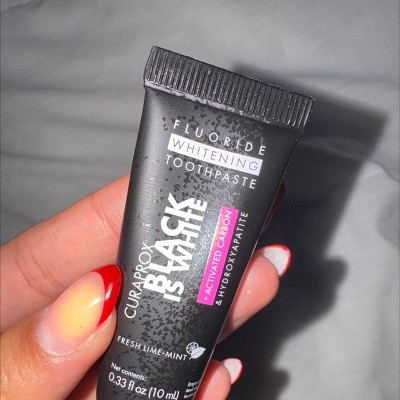 FLUORIDE
WHITENING
TOOTHPASTE
CURAPROX
BLACK
IS WHITE
+ ACTIVATED CARBON
& HYDROXYAPATITE
FRESH LIME-MINT
Net contents:
0.33 fl oz (10 mL)